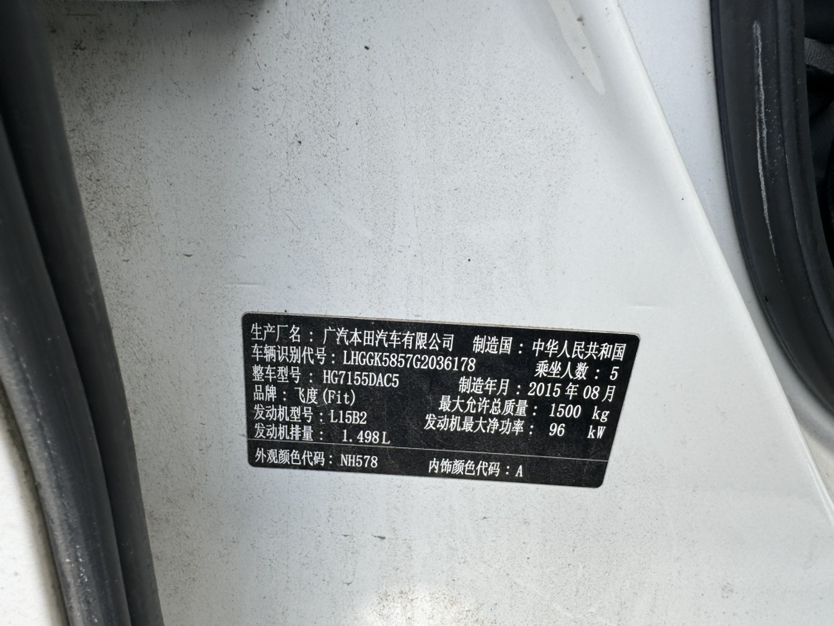 生产厂名：广汽本田汽车有限公司 制造国：中华人民共和国
车辆识别代号：LHGGK5857G2036178 乘坐人数：5
整车型号：HG7155DAC5 制造年月：2015年08月
品牌：飞度(Fit) 最大允许总质量：1500 kg
发动机型号：L15B2 发动机最大净功率：96 kW
发动机排量：1.498L
外观颜色代码：NH578 内饰颜色代码：A